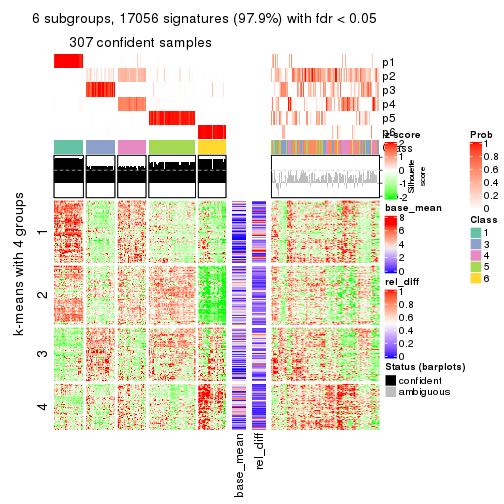 6 subgroups, 17056 signatures (97.9%) with fdr < 0.05
307 confident samples
p1
p2
p3
p4
p5
p6
Class
Silhouette
score
k-means with 4 groups
1
2
3
4
base_mean
rel_diff
z-score
2
1
0
-1
-2
base_mean
8
6
4
2
0
rel_diff
1
0.8
0.6
0.4
0.2
0
Status (barplots)
confident
ambiguous
Prob
1
0.8
0.6
0.4
0.2
0
Class
1
3
4
5
6